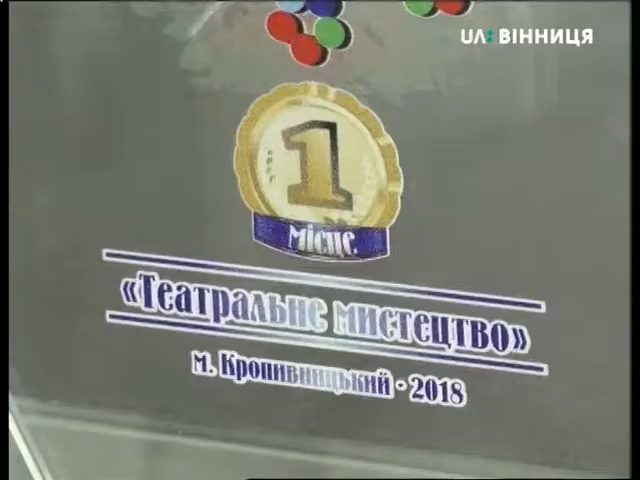 UA: ВІННИЦЯ
1
місце
«Театральне мистецтво»
м. Кропивницький · 2018